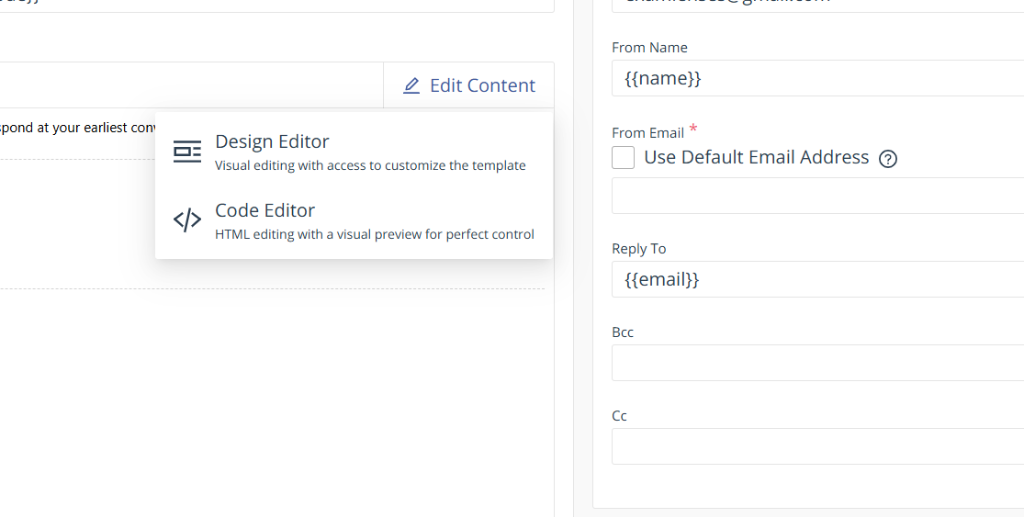 Edit Content
spond at your earliest con
Design Editor
Visual editing with access to customize the template
Code Editor
HTML editing with a visual preview for perfect control
From Name
{{name}}
From Email *
Use Default Email Address ?
Reply To
{{email}}
Bcc
Cc